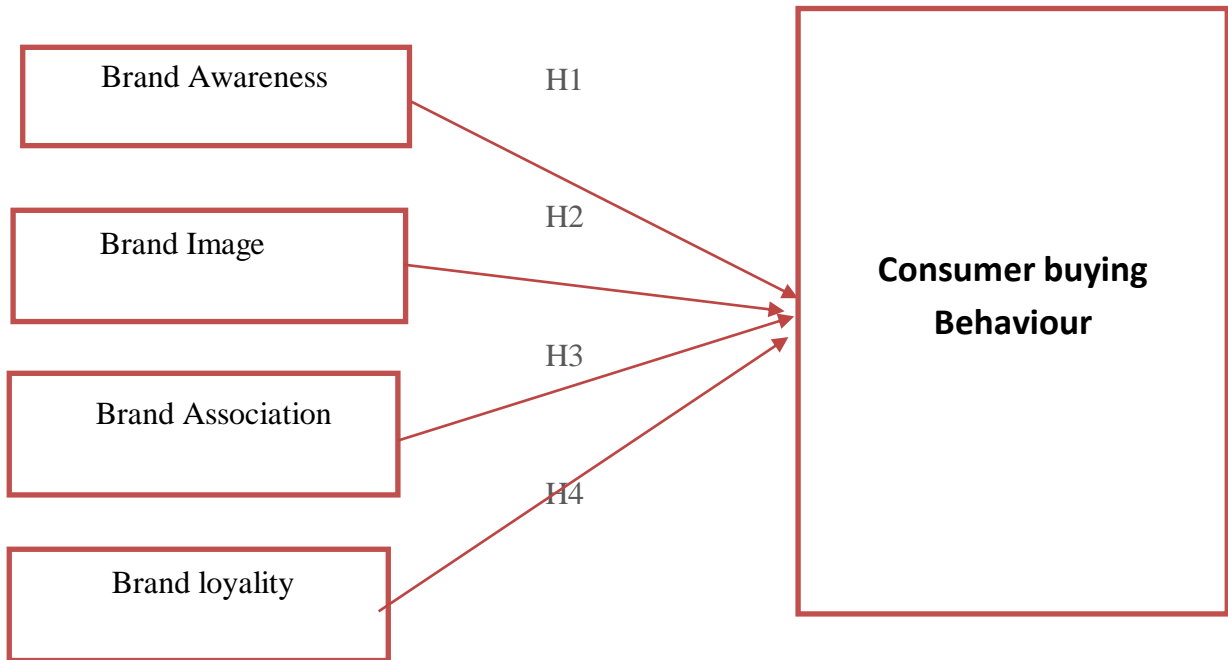 Brand Awareness
H1
Brand Image
H2
Consumer buying
Behaviour
H3
Brand Association
H4
Brand loyality